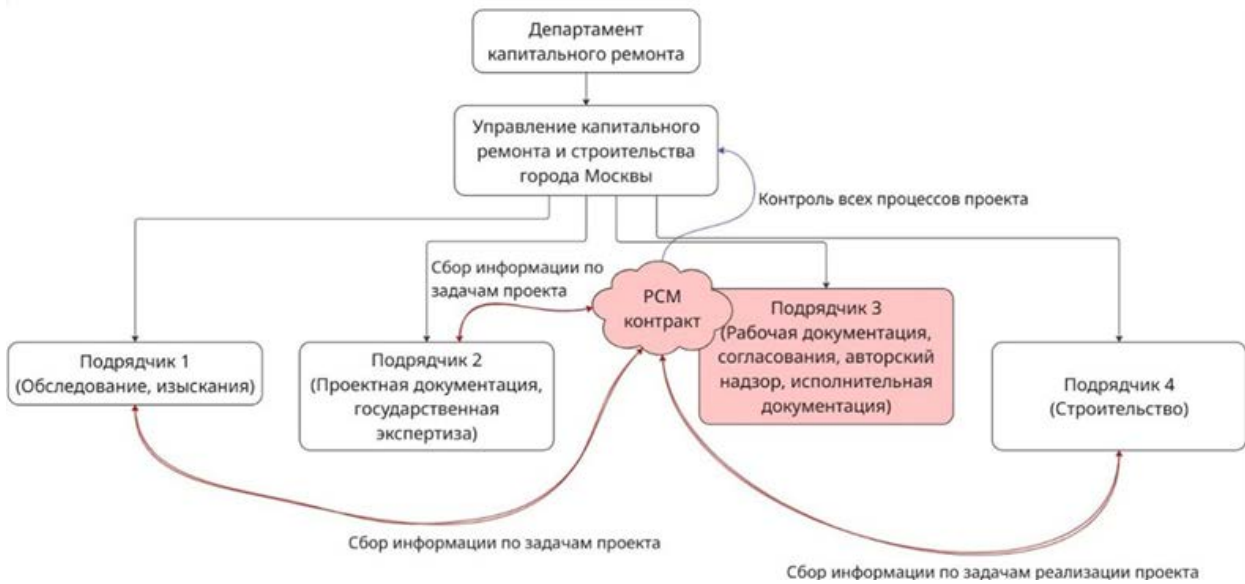 Департамент
капитального ремонта
Управление капитального
ремонта и строительства
города Москвы
Контроль всех процессов проекта
Сбор информации по
задачам проекта
РСМ
контракт
Подрядчик 1
(Обследование, изыскания)
Подрядчик 2
(Проектная документация,
государственная
экспертиза)
Подрядчик 3
(Рабочая документация,
согласования, авторский
надзор, исполнительная
документация)
Подрядчик 4
(Строительство)
Сбор информации по задачам проекта
Сбор информации по задачам реализации проекта